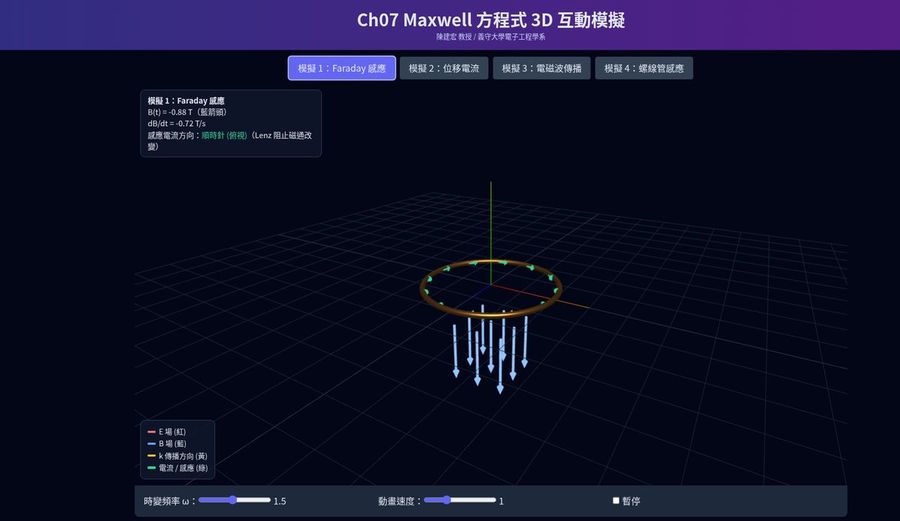 Ch07 Maxwell 方程式 3D 互動模擬
陳建宏 教授 / 義守大學電子工程學系
模擬 1：Faraday 感應
模擬 2：位移電流
模擬 3：電磁波傳播
模擬 4：螺線管感應
模擬 1：Faraday 感應
B(t) = -0.88 T（藍箭頭）
dB/dt = -0.72 T/s
感應電流方向：順時針 (俯視)（Lenz 阻止磁通改
變）
E 場 (紅)
B 場 (藍)
k 傳播方向 (黃)
電流 / 感應 (綠)
時變頻率 ω： 1.5
動畫速度： 1
暫停